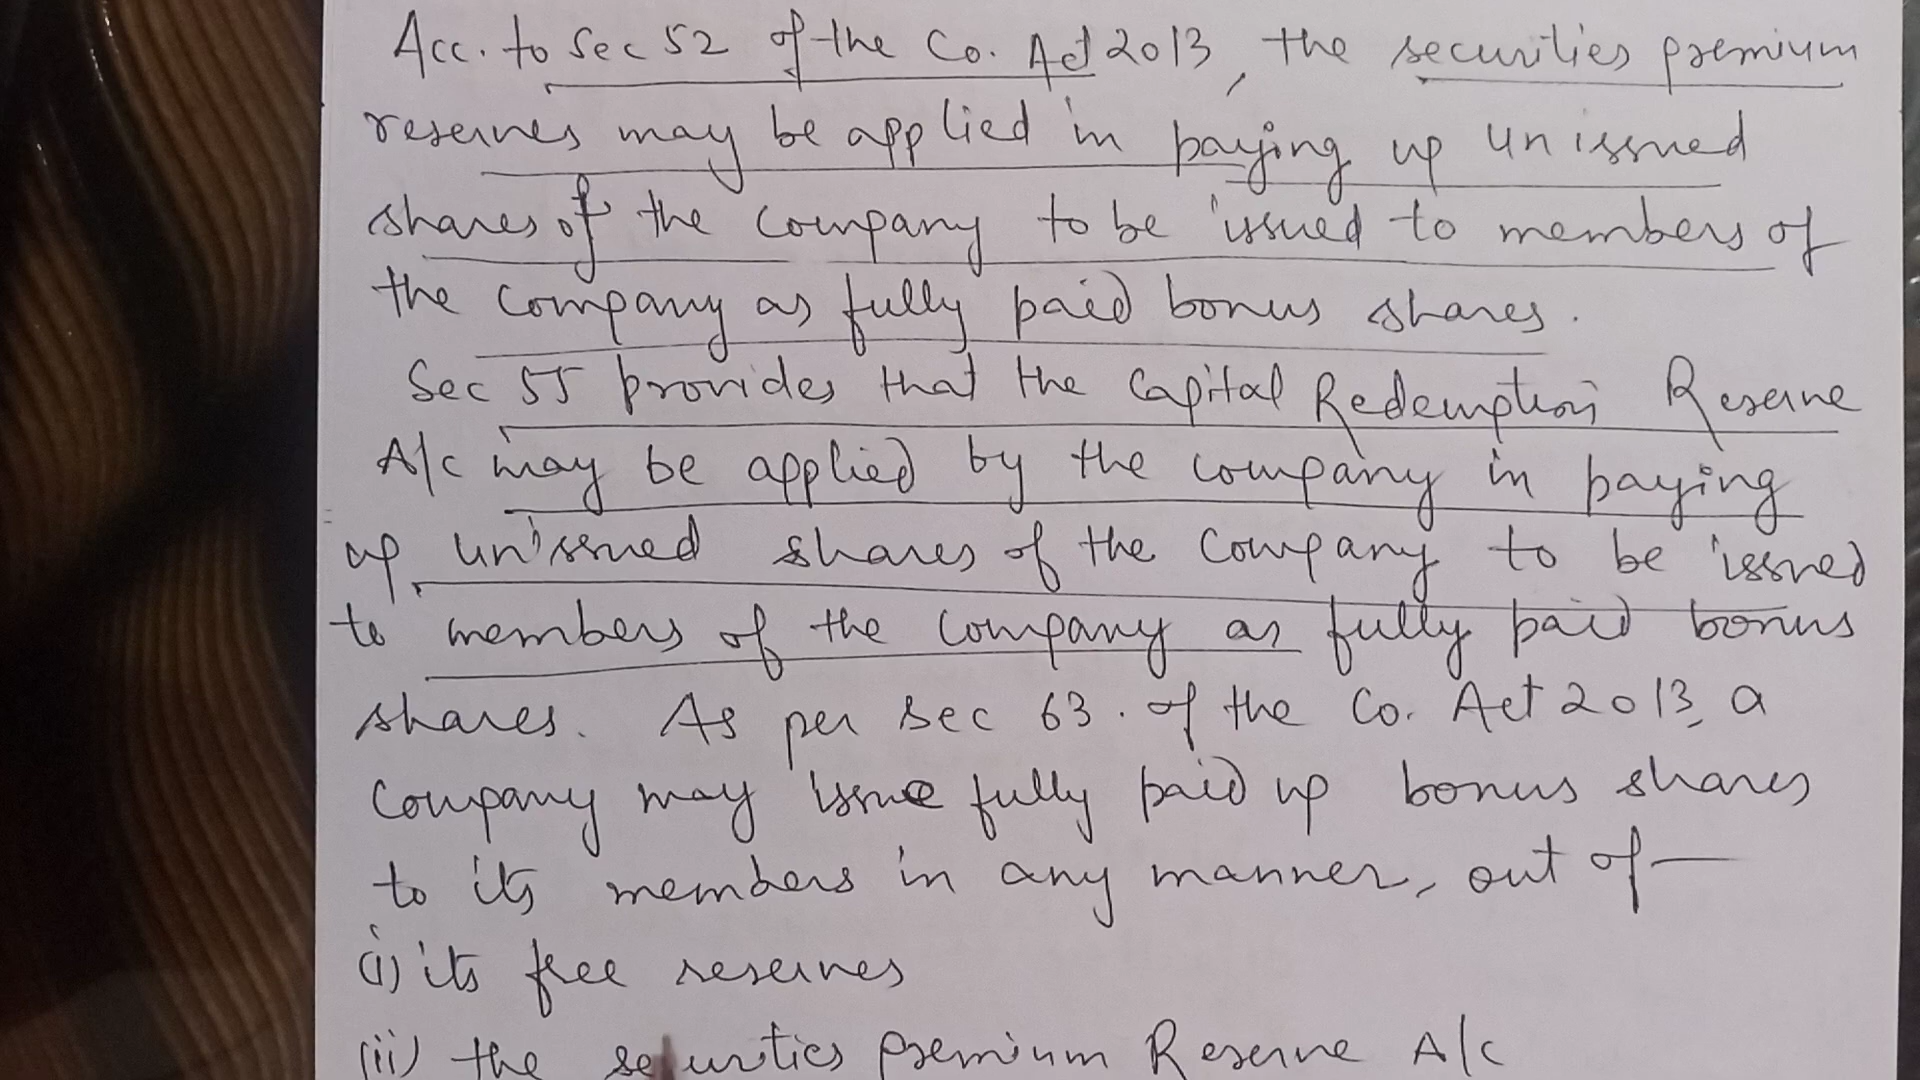 Acc. to Sec 52 of the Co. Act 2013, the securities premium
reserves may be applied in paying up unissued
shares of the company to be issued to members of
the company as fully paid bonus shares.
Sec 55 provides that the Capital Redemption Reserve
A/c may be applied by the company in paying
up unissued shares of the company to be issued
to members of the company as fully paid bonus
shares. As per sec 63. of the Co. Act 2013, a
company may issue fully paid up bonus shares
to its members in any manner, out of —
(i) its free reserves
(ii) the securities premium Reserve A/c